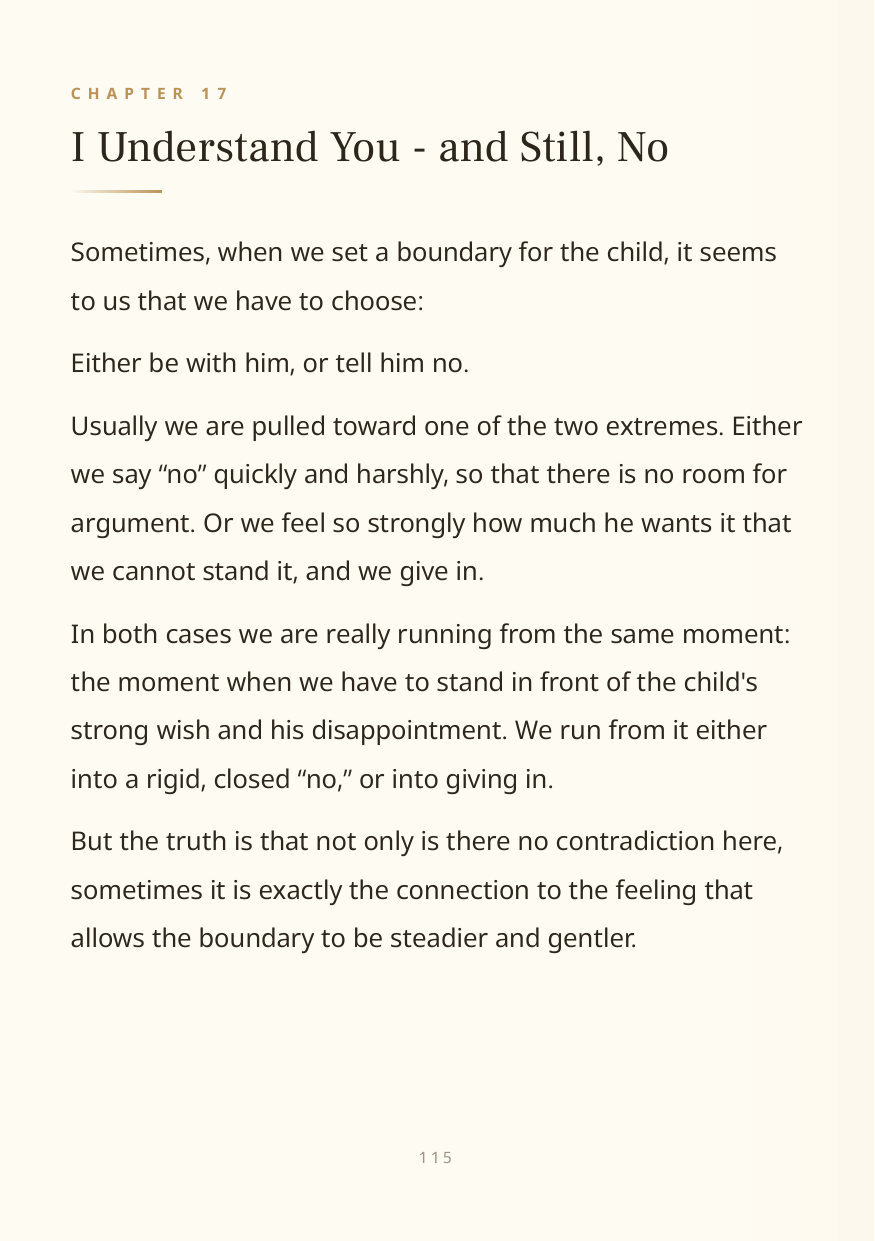 CHAPTER 17
I Understand You - and Still, No
Sometimes, when we set a boundary for the child, it seems
to us that we have to choose:
Either be with him, or tell him no.
Usually we are pulled toward one of the two extremes. Either
we say “no” quickly and harshly, so that there is no room for
argument. Or we feel so strongly how much he wants it that
we cannot stand it, and we give in.
In both cases we are really running from the same moment:
the moment when we have to stand in front of the child's
strong wish and his disappointment. We run from it either
into a rigid, closed “no,” or into giving in.
But the truth is that not only is there no contradiction here,
sometimes it is exactly the connection to the feeling that
allows the boundary to be steadier and gentler.
115